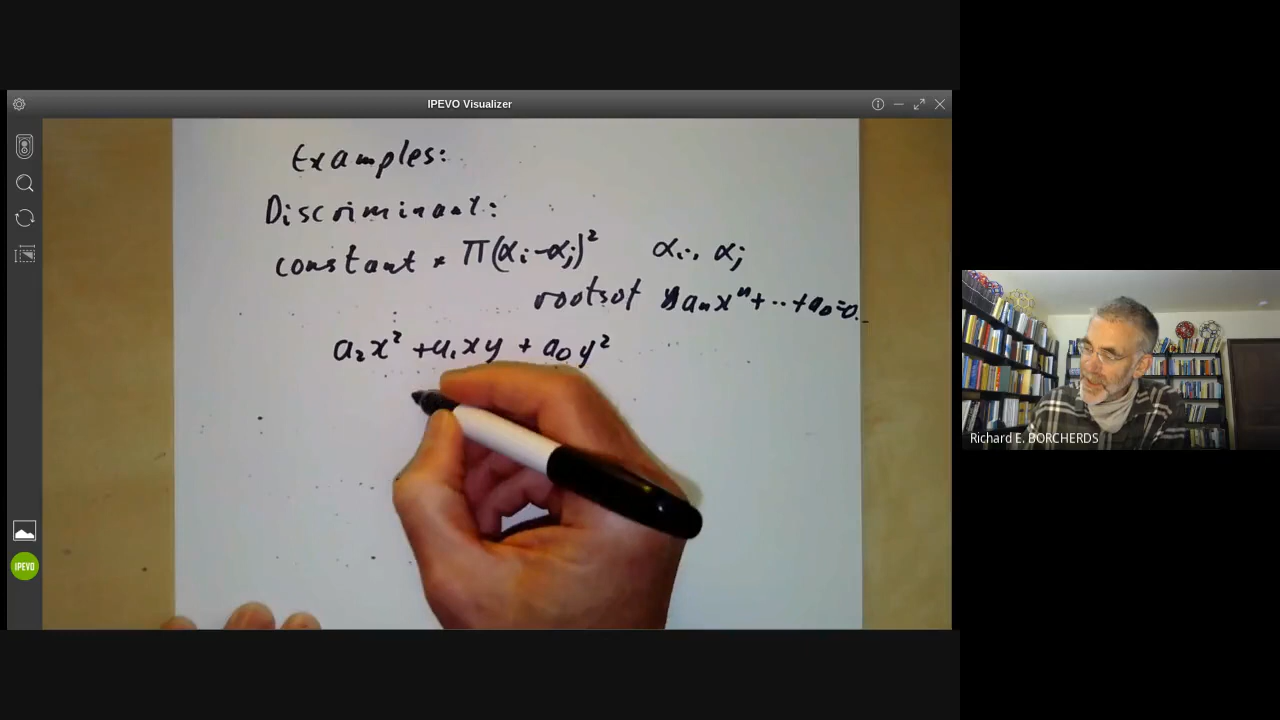 IPEVO Visualizer
Examples:
Discriminant:
constant * Π(αi-αj)² αi.. αj
roots of anxⁿ+..+a0=0.
a₂x² +a₁xy + a₀y²
Richard E. BORCHERDS
IPEVO